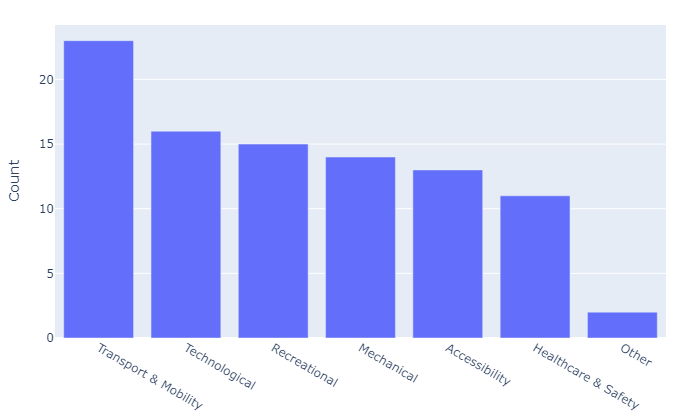 Count
20
15
10
5
0
Transport & Mobility
Technological
Recreational
Mechanical
Accessibility
Healthcare & Safety
Other